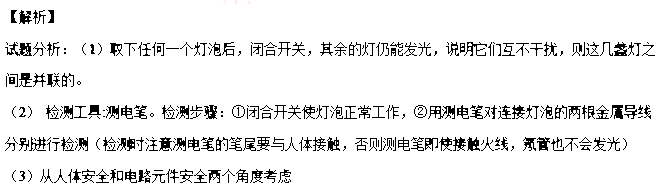 【解析】
试题分析：（1）取下任何一个灯泡后，闭合开关，其余的灯仍能发光，说明它们互不干扰，则这几盏灯之
间是并联的。
（2） 检测工具:测电笔。检测步骤：①闭合开关使灯泡正常工作，②用测电笔对连接灯泡的两根金属导线
分别进行检测（检测时注意测电笔的笔尾要与人体接触，否则测电笔即使接触火线，氖管也不会发光）
（3）从人体安全和电路元件安全两个角度考虑